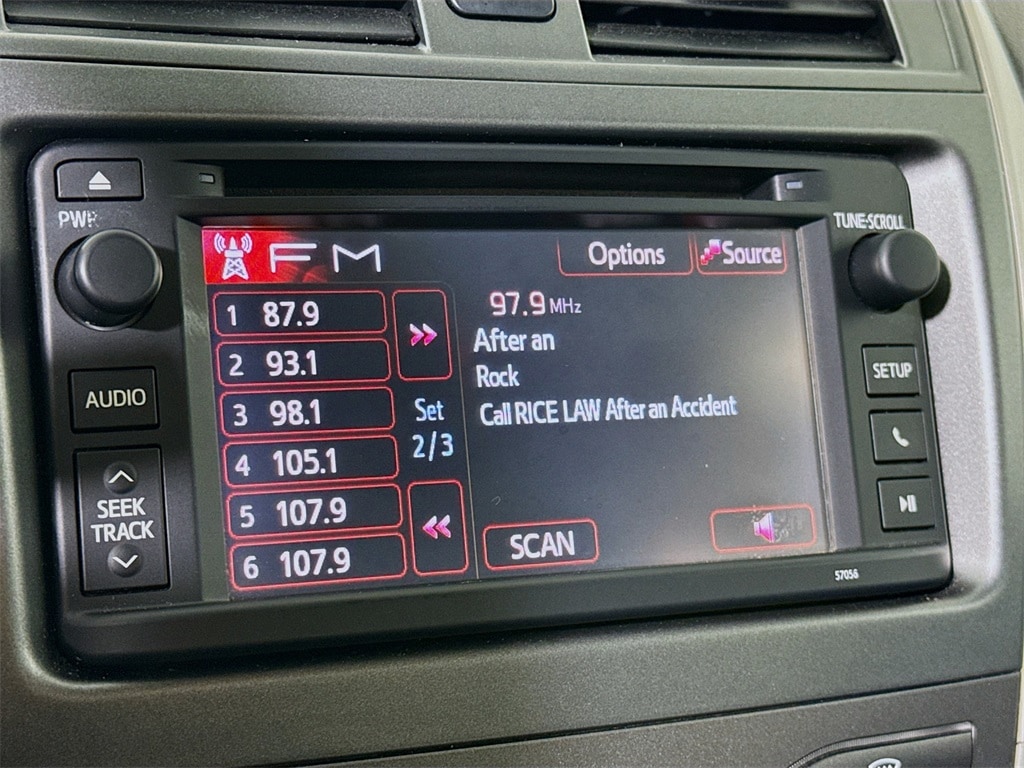 PWR
TUNE·SCROLL
FM
Options
Source
1 87.9
2 93.1
3 98.1
4 105.1
5 107.9
6 107.9
Set
2/3
97.9 MHz
After an
Rock
Call RICE LAW After an Accident
SCAN
AUDIO
SEEK
TRACK
SETUP
57056